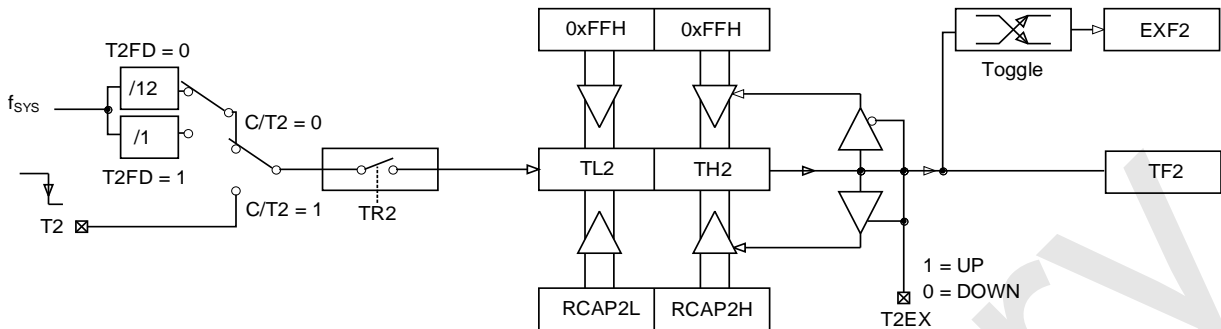 0xFFH
0xFFH
EXF2
Toggle
T2FD = 0
/12
fSYS
/1
T2FD = 1
C/T2 = 0
TR2
TL2
TH2
TF2
T2
C/T2 = 1
RCAP2L
RCAP2H
1 = UP
0 = DOWN
T2EX